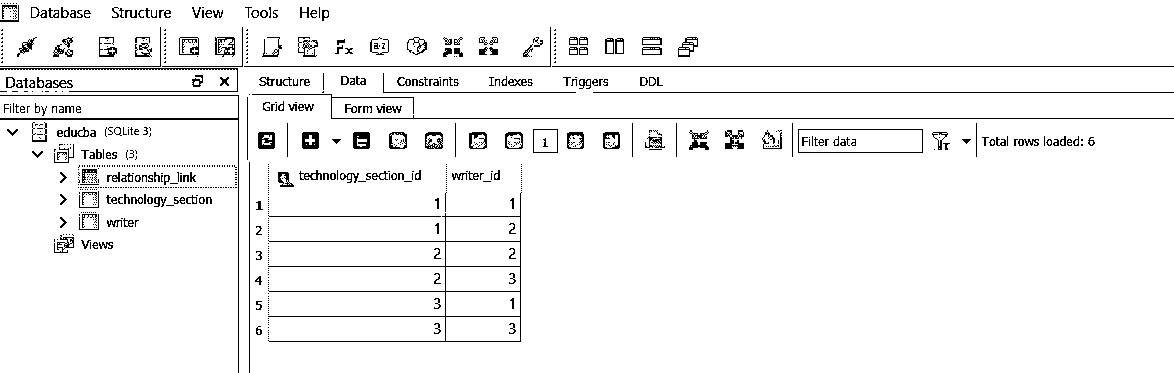 Database Structure View Tools Help
Databases
Filter by name
educba (SQLite 3)
Tables (3)
relationship_link
technology_section
writer
Views
Structure Data Constraints Indexes Triggers DDL
Grid view Form view
1 Filter data Total rows loaded: 6
technology_section_id writer_id
1 1 1
2 1 2
3 2 2
4 2 3
5 3 1
6 3 3